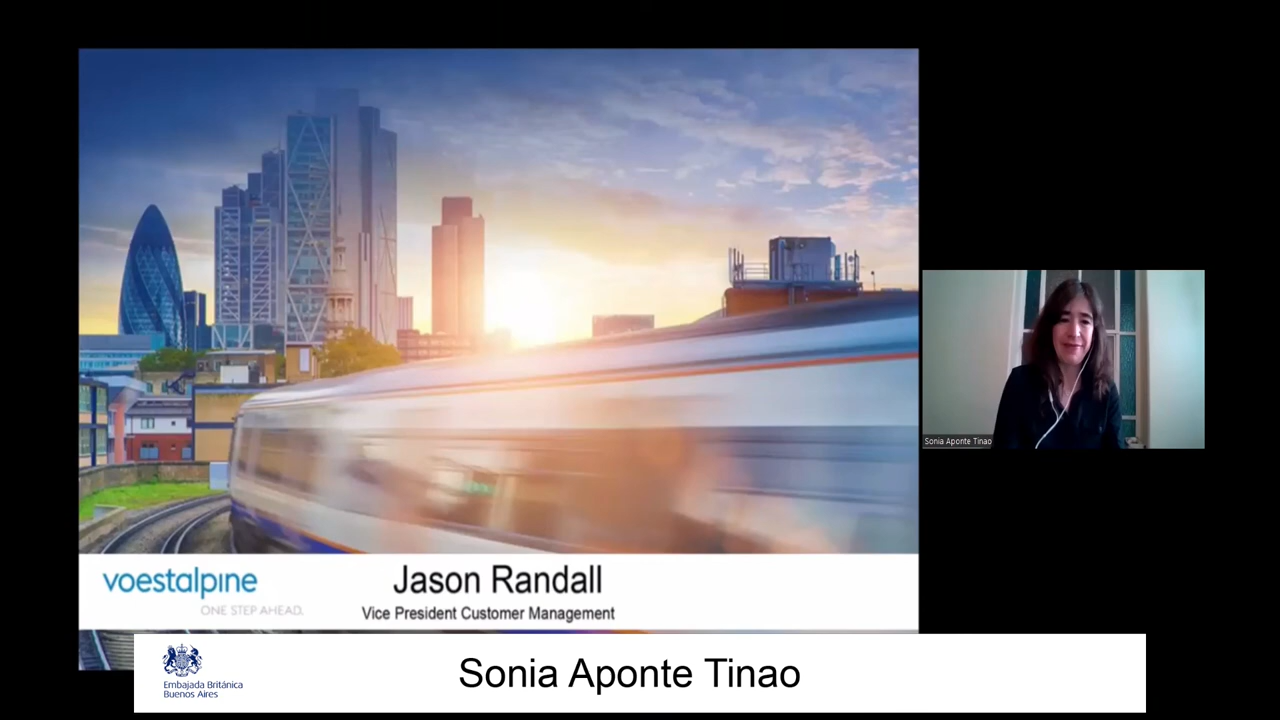 voestalpine
ONE STEP AHEAD.
Jason Randall
Vice President Customer Management
Sonia Aponte Tinao
Embajada Británica
Buenos Aires
Sonia Aponte Tinao